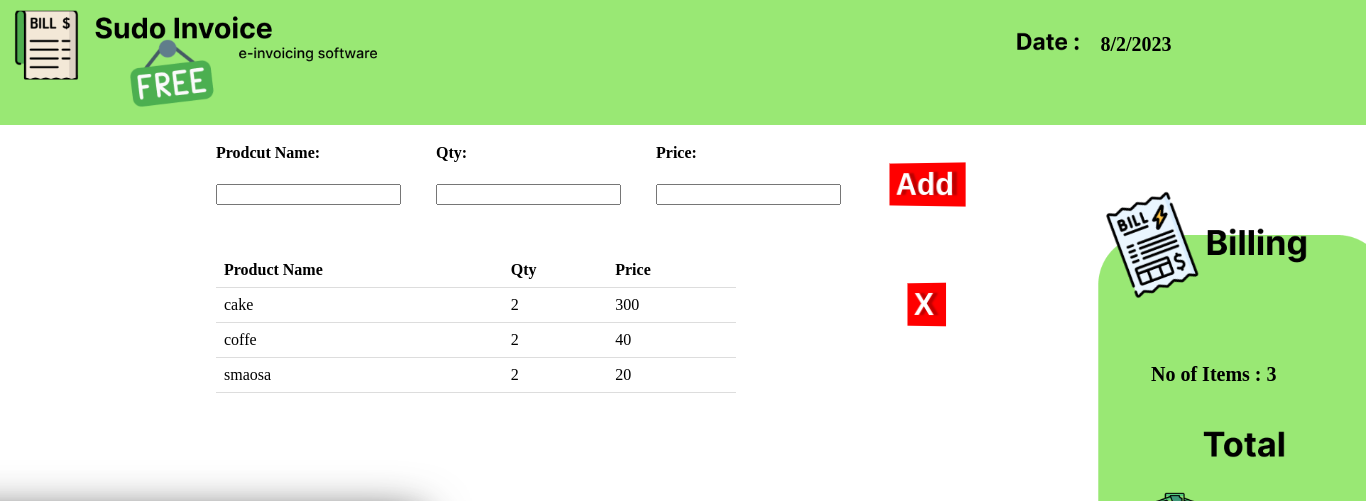 BILL $
Sudo Invoice
e-invoicing software
FREE
Date : 8/2/2023
Prodcut Name: Qty: Price:
Add
BILL
$
Billing
Product Name Qty Price
cake 2 300
X
coffe 2 40
smaosa 2 20
No of Items : 3
Total